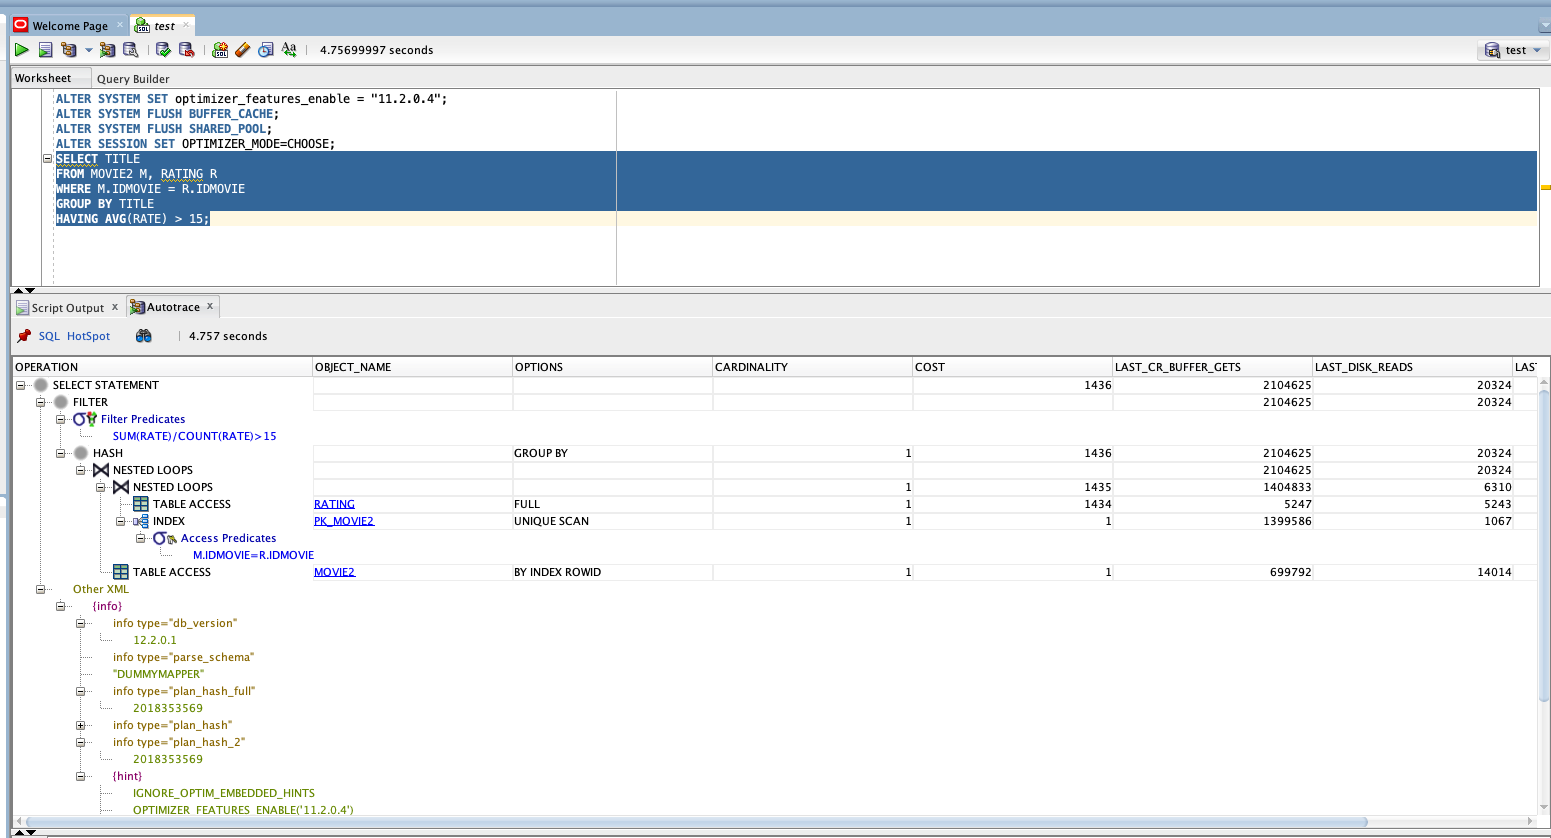 Welcome Page
test
4.75699997 seconds
test
Worksheet
Query Builder
ALTER SYSTEM SET optimizer_features_enable = "11.2.0.4";
ALTER SYSTEM FLUSH BUFFER_CACHE;
ALTER SYSTEM FLUSH SHARED_POOL;
ALTER SESSION SET OPTIMIZER_MODE=CHOOSE;
SELECT TITLE
FROM MOVIE2 M, RATING R
WHERE M.IDMOVIE = R.IDMOVIE
GROUP BY TITLE
HAVING AVG(RATE) > 15;
Script Output x Autotrace x
SQL HotSpot 4.757 seconds
OPERATION OBJECT_NAME OPTIONS CARDINALITY COST LAST_CR_BUFFER_GETS LAST_DISK_READS LAS
SELECT STATEMENT 1436 2104625 20324
FILTER 2104625 20324
Filter Predicates
SUM(RATE)/COUNT(RATE)>15
HASH GROUP BY 1 1436 2104625 20324
NESTED LOOPS 2104625 20324
NESTED LOOPS 1 1435 1404833 6310
TABLE ACCESS RATING FULL 1 1434 5247 5243
INDEX PK_MOVIE2 UNIQUE SCAN 1 1 1399586 1067
Access Predicates
M.IDMOVIE=R.IDMOVIE
TABLE ACCESS MOVIE2 BY INDEX ROWID 1 1 699792 14014
Other XML
{info}
info type="db_version"
12.2.0.1
info type="parse_schema"
"DUMMYMAPPER"
info type="plan_hash_full"
2018353569
info type="plan_hash"
info type="plan_hash_2"
2018353569
{hint}
IGNORE_OPTIM_EMBEDDED_HINTS
OPTIMIZER_FEATURES_ENABLE('11.2.0.4')